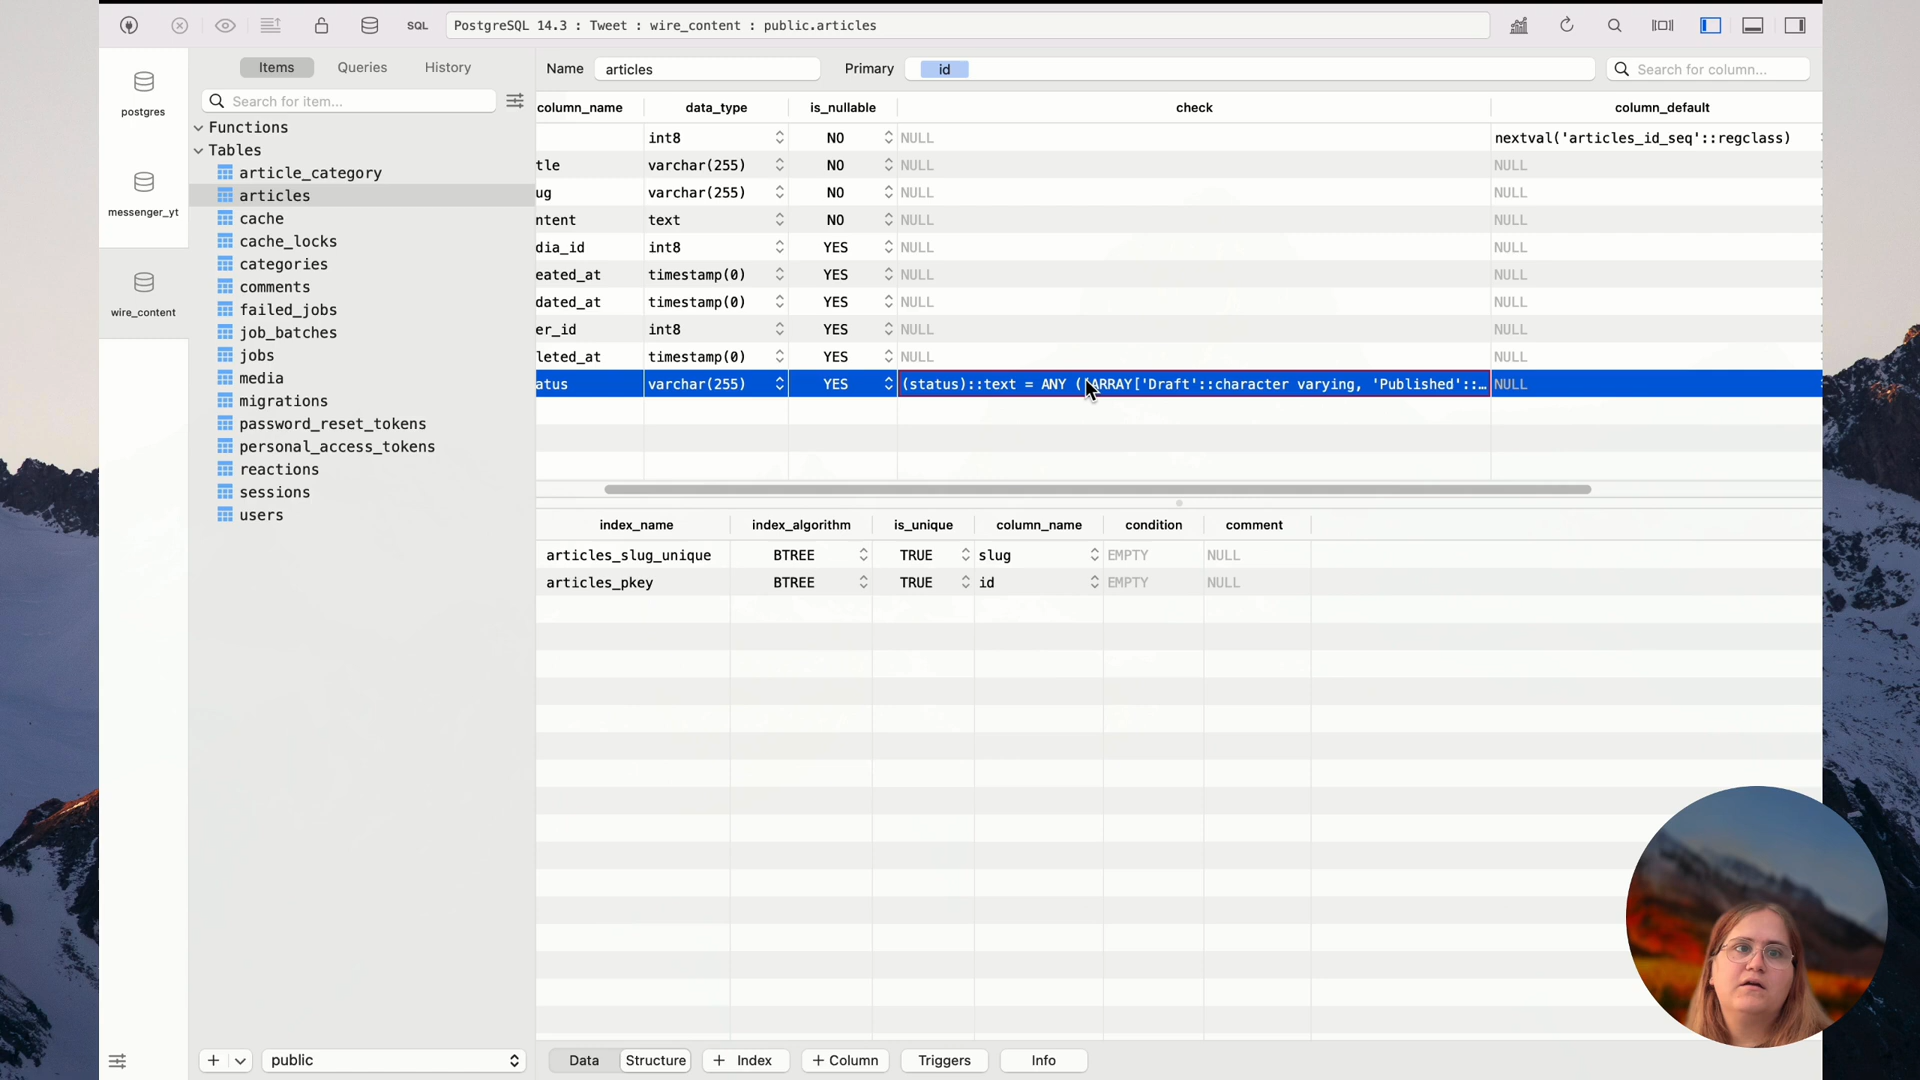 SQL PostgreSQL 14.3 : Tweet : wire_content : public.articles
postgres
messenger_yt
wire_content
Items Queries History
Search for item...
Functions
Tables
article_category
articles
cache
cache_locks
categories
comments
failed_jobs
job_batches
jobs
media
migrations
password_reset_tokens
personal_access_tokens
reactions
sessions
users
public
Name articles Primary id Search for column...
column_name data_type is_nullable check column_default
int8 NO NULL nextval('articles_id_seq'::regclass)
tle varchar(255) NO NULL NULL
ug varchar(255) NO NULL NULL
ntent text NO NULL NULL
dia_id int8 YES NULL NULL
eated_at timestamp(0) YES NULL NULL
dated_at timestamp(0) YES NULL NULL
er_id int8 YES NULL NULL
leted_at timestamp(0) YES NULL NULL
atus varchar(255) YES (status)::text = ANY ((ARRAY['Draft'::character varying, 'Published'::… NULL
index_name index_algorithm is_unique column_name condition comment
articles_slug_unique BTREE TRUE slug EMPTY NULL
articles_pkey BTREE TRUE id EMPTY NULL
Data Structure + Index + Column Triggers Info